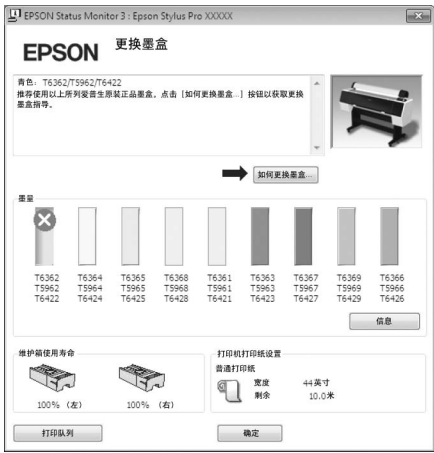 EPSON Status Monitor 3 : Epson Stylus Pro XXXXX
EPSON
更换墨盒
青色: T6362/T5962/T6422
推荐使用以上所列爱普生原装正品墨盒。点击 [如何更换墨盒...] 按钮以获取更换
墨盒指导。
如何更换墨盒...
墨量
T6362 T6364 T6365 T6368 T6361 T6363 T6367 T6369 T6366
T5962 T5964 T5965 T5968 T5961 T5963 T5967 T5969 T5966
T6422 T6424 T6425 T6428 T6421 T6423 T6427 T6429 T6426
信息
维护箱使用寿命
100% (左) 100% (右)
打印机打印纸设置
普通打印纸
宽度 44英寸
剩余 10.0米
打印队列
确定